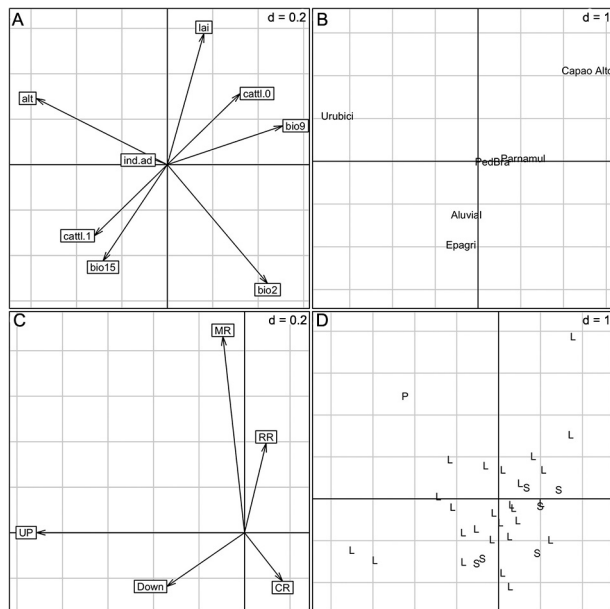 A d = 0.2
lai
cattl.0
alt
bio9
ind.ad
cattl.1
bio15
bio2
B d = 1
Capao Alto
Urubici
Parnamul
PedBra
Aluvial
Epagri
C d = 0.2
MR
RR
UP
Down
CR
D d = 1
L
P
L
L L
L L L
L S S
L
L L L S
L L
L
L L
L L L
L L S
L S S
L
L
L